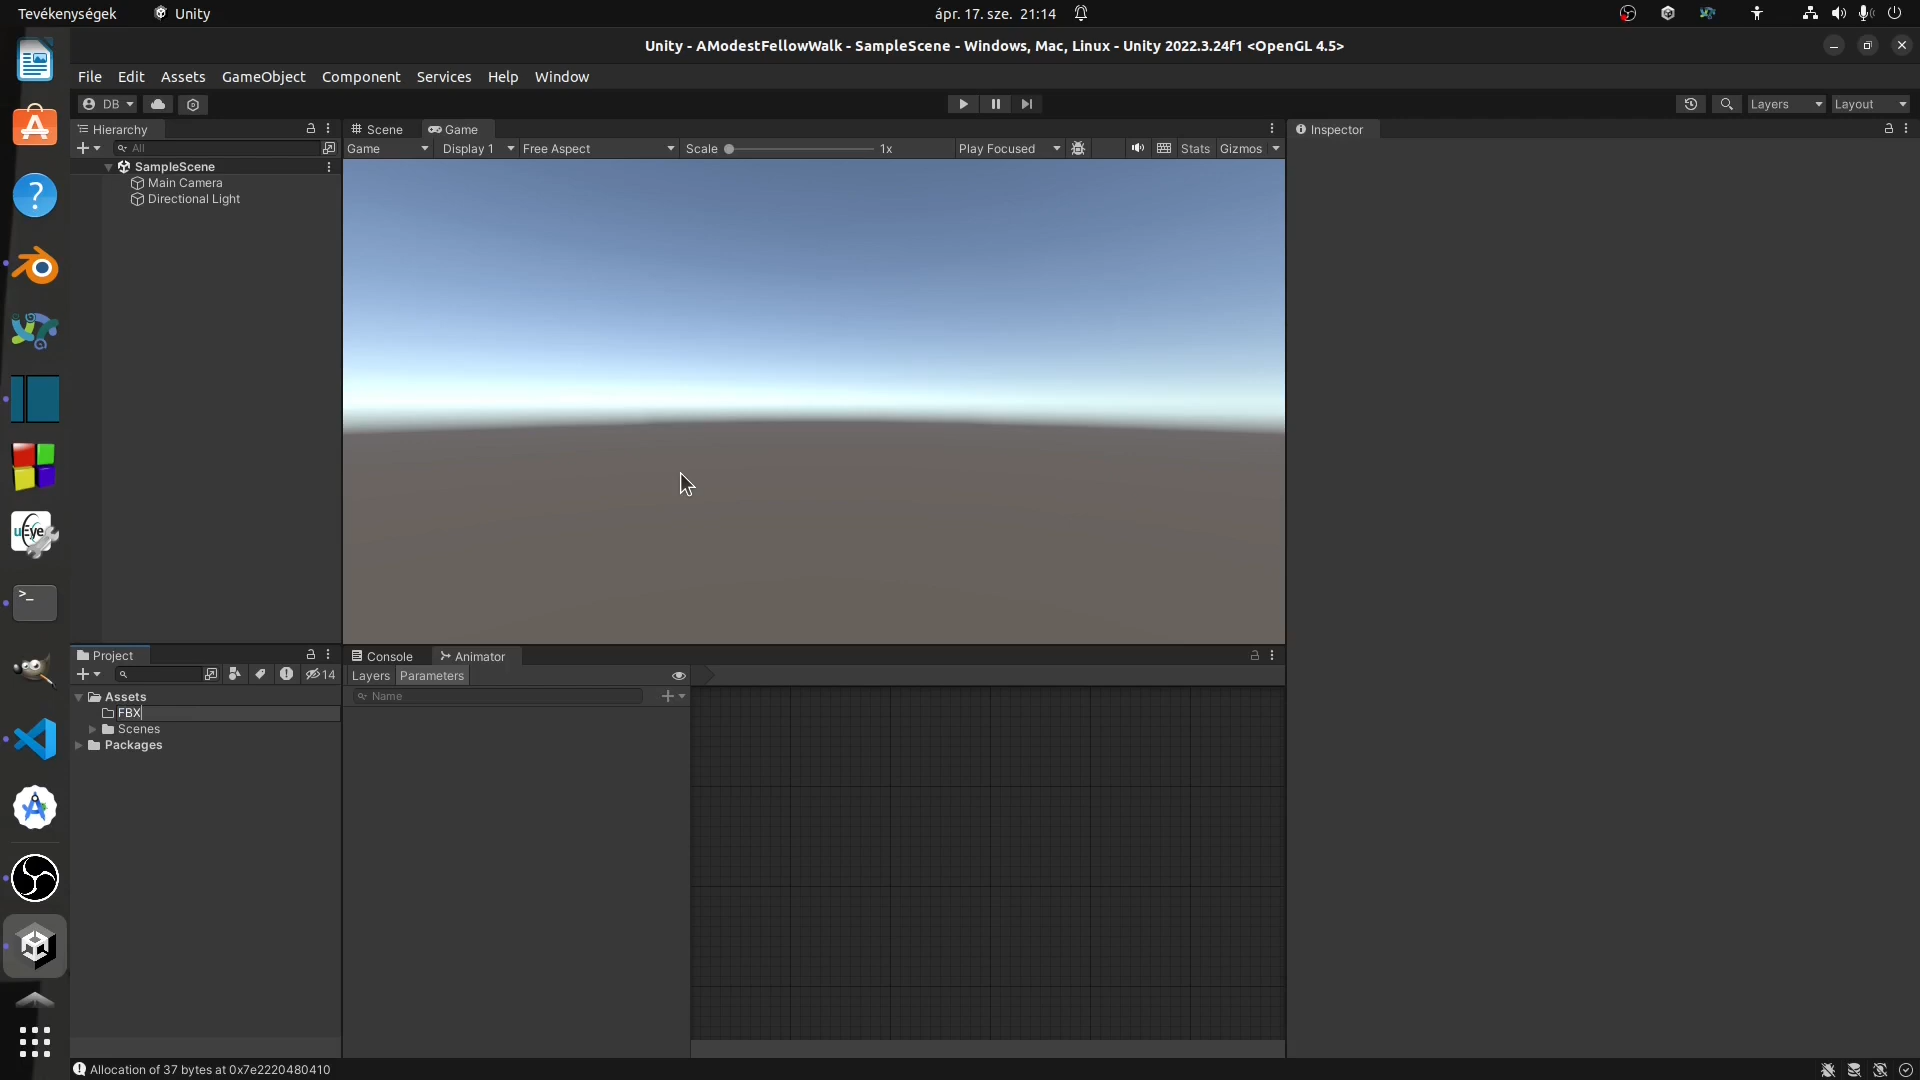 Tevékenységek Unity ápr. 17. sze. 21:14
Unity - AModestFellowWalk - SampleScene - Windows, Mac, Linux - Unity 2022.3.24f1 <OpenGL 4.5>
File Edit Assets GameObject Component Services Help Window
DB Layers Layout
Hierarchy Scene Game Inspector
All Game Display 1 Free Aspect Scale 1x Play Focused Stats Gizmos
SampleScene
Main Camera
Directional Light
Project Console Animator
14 Layers Parameters
Assets Name
FBX
Scenes
Packages
uEye
>_
Allocation of 37 bytes at 0x7e2220480410